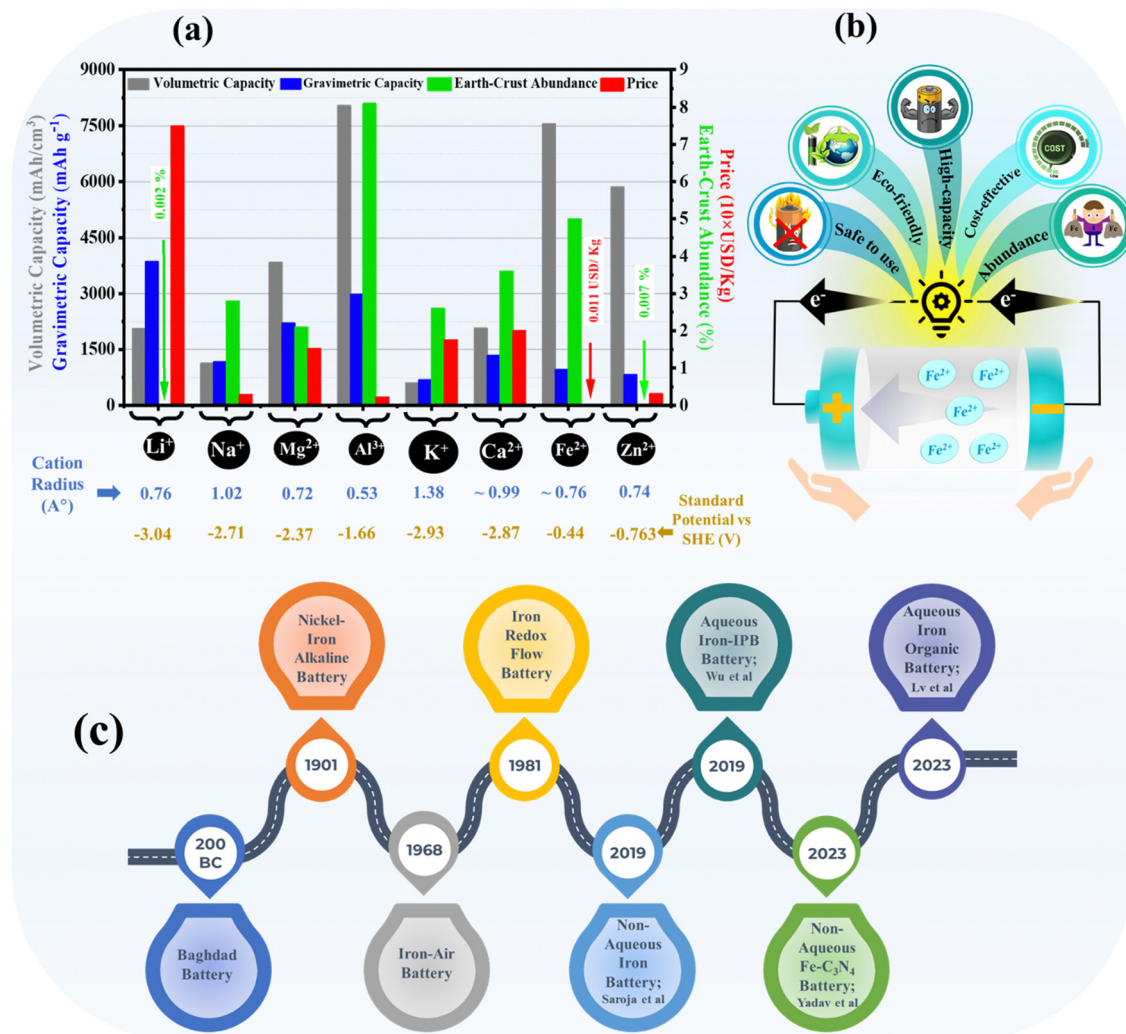 (a)
9000
7500
6000
4500
3000
1500
0
Volumetric Capacity (mAh/cm³)
Gravimetric Capacity (mAh g⁻¹)
Volumetric Capacity
Gravimetric Capacity
Earth-Crust Abundance
Price
9
8
7
6
5
4
3
2
1
0
Price (10×USD/Kg)
Earth-Crust Abundance (%)
0.002 %
0.011 USD/ Kg
0.007 %
Li⁺
Na⁺
Mg²⁺
Al³⁺
K⁺
Ca²⁺
Fe²⁺
Zn²⁺
Cation
Radius
(A°)
0.76
1.02
0.72
0.53
1.38
~ 0.99
~ 0.76
0.74
-3.04
-2.71
-2.37
-1.66
-2.93
-2.87
-0.44
-0.763
Standard
Potential vs
SHE (V)
(b)
Safe to use
Eco-friendly
High-capacity
Cost-effective
Abundance
COST
LOW
Fe
Fe
e⁻
e⁻
+
−
Fe²⁺
Fe²⁺
Fe²⁺
Fe²⁺
Fe²⁺
(c)
Nickel-
Iron
Alkaline
Battery
Iron
Redox
Flow
Battery
Aqueous
Iron-IPB
Battery;
Wu et al
Aqueous
Iron
Organic
Battery;
Lv et al
1901
1981
2019
2023
200
BC
1968
2019
2023
Baghdad
Battery
Iron-Air
Battery
Non-
Aqueous
Iron
Battery;
Saroja et al
Non-
Aqueous
Fe-C₃N₄
Battery;
Yadav et al